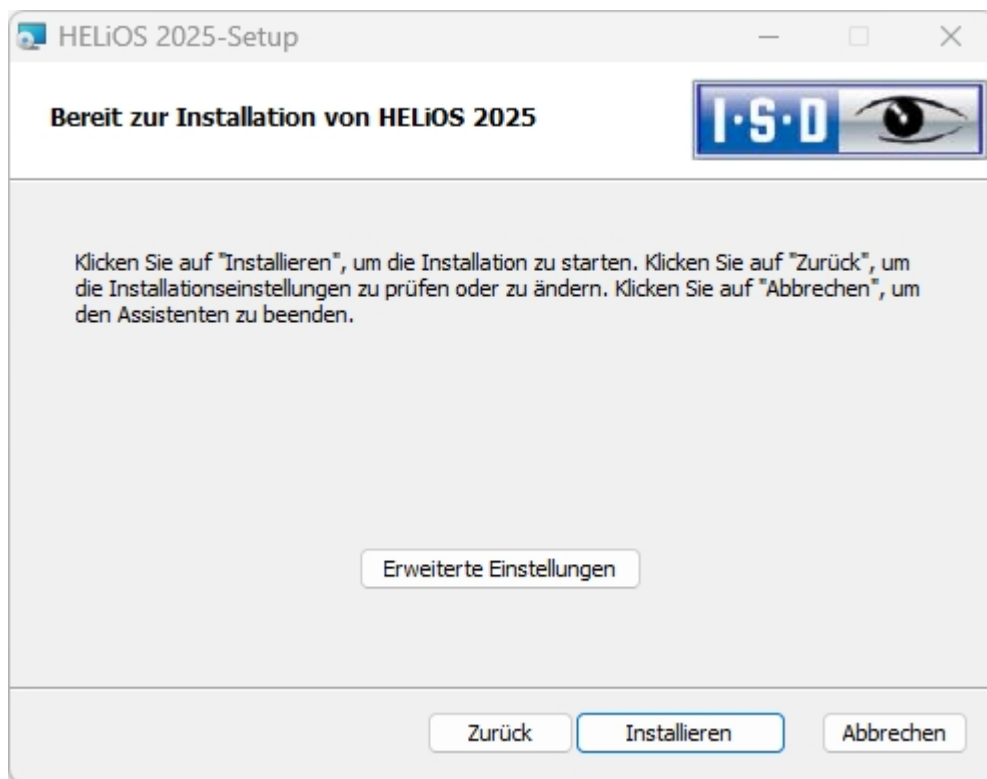 HELiOS 2025-Setup
Bereit zur Installation von HELiOS 2025
I·S·D
Klicken Sie auf "Installieren", um die Installation zu starten. Klicken Sie auf "Zurück", um
die Installationseinstellungen zu prüfen oder zu ändern. Klicken Sie auf "Abbrechen", um
den Assistenten zu beenden.
Erweiterte Einstellungen
Zurück
Installieren
Abbrechen